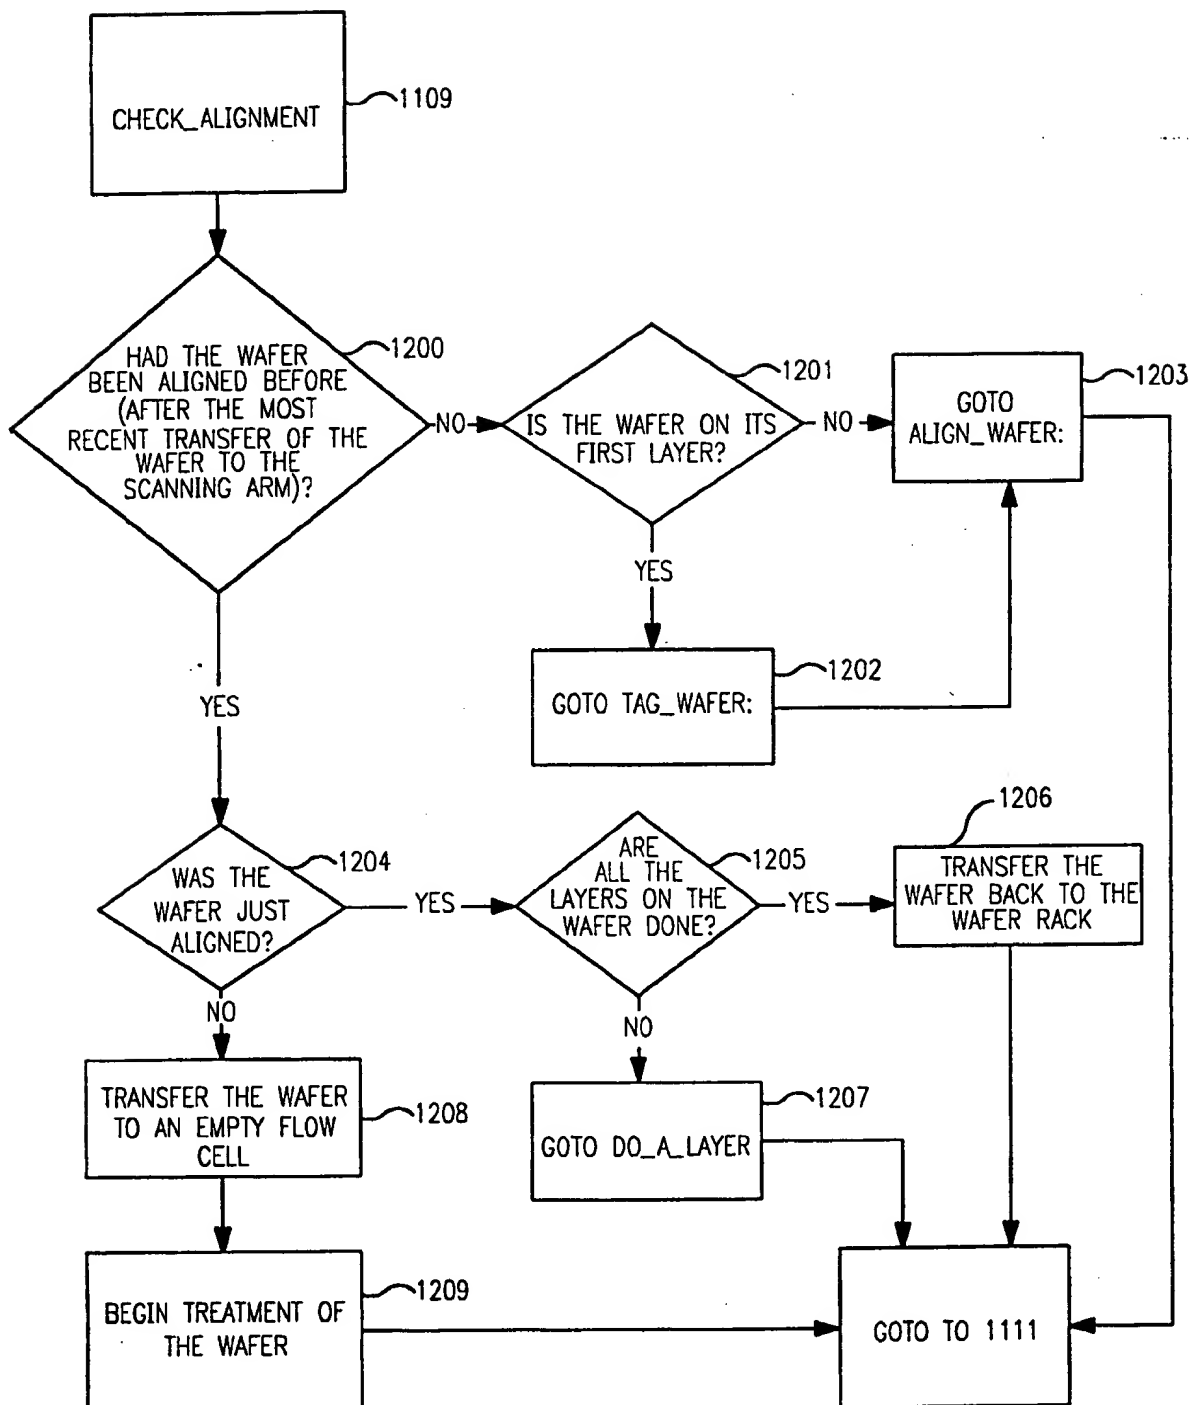 CHECK_ALIGNMENT
1109
HAD THE WAFER
BEEN ALIGNED BEFORE
(AFTER THE MOST
RECENT TRANSFER OF THE
WAFER TO THE
SCANNING ARM)?
1200
NO
IS THE WAFER ON ITS
FIRST LAYER?
1201
NO
GOTO
ALIGN_WAFER:
1203
YES
GOTO TAG_WAFER:
1202
YES
WAS THE
WAFER JUST
ALIGNED?
1204
YES
ARE
ALL THE
LAYERS ON THE
WAFER DONE?
1205
YES
TRANSFER THE
WAFER BACK TO THE
WAFER RACK
1206
NO
NO
TRANSFER THE WAFER
TO AN EMPTY FLOW
CELL
1208
GOTO DO_A_LAYER
1207
BEGIN TREATMENT OF
THE WAFER
1209
GOTO TO 1111